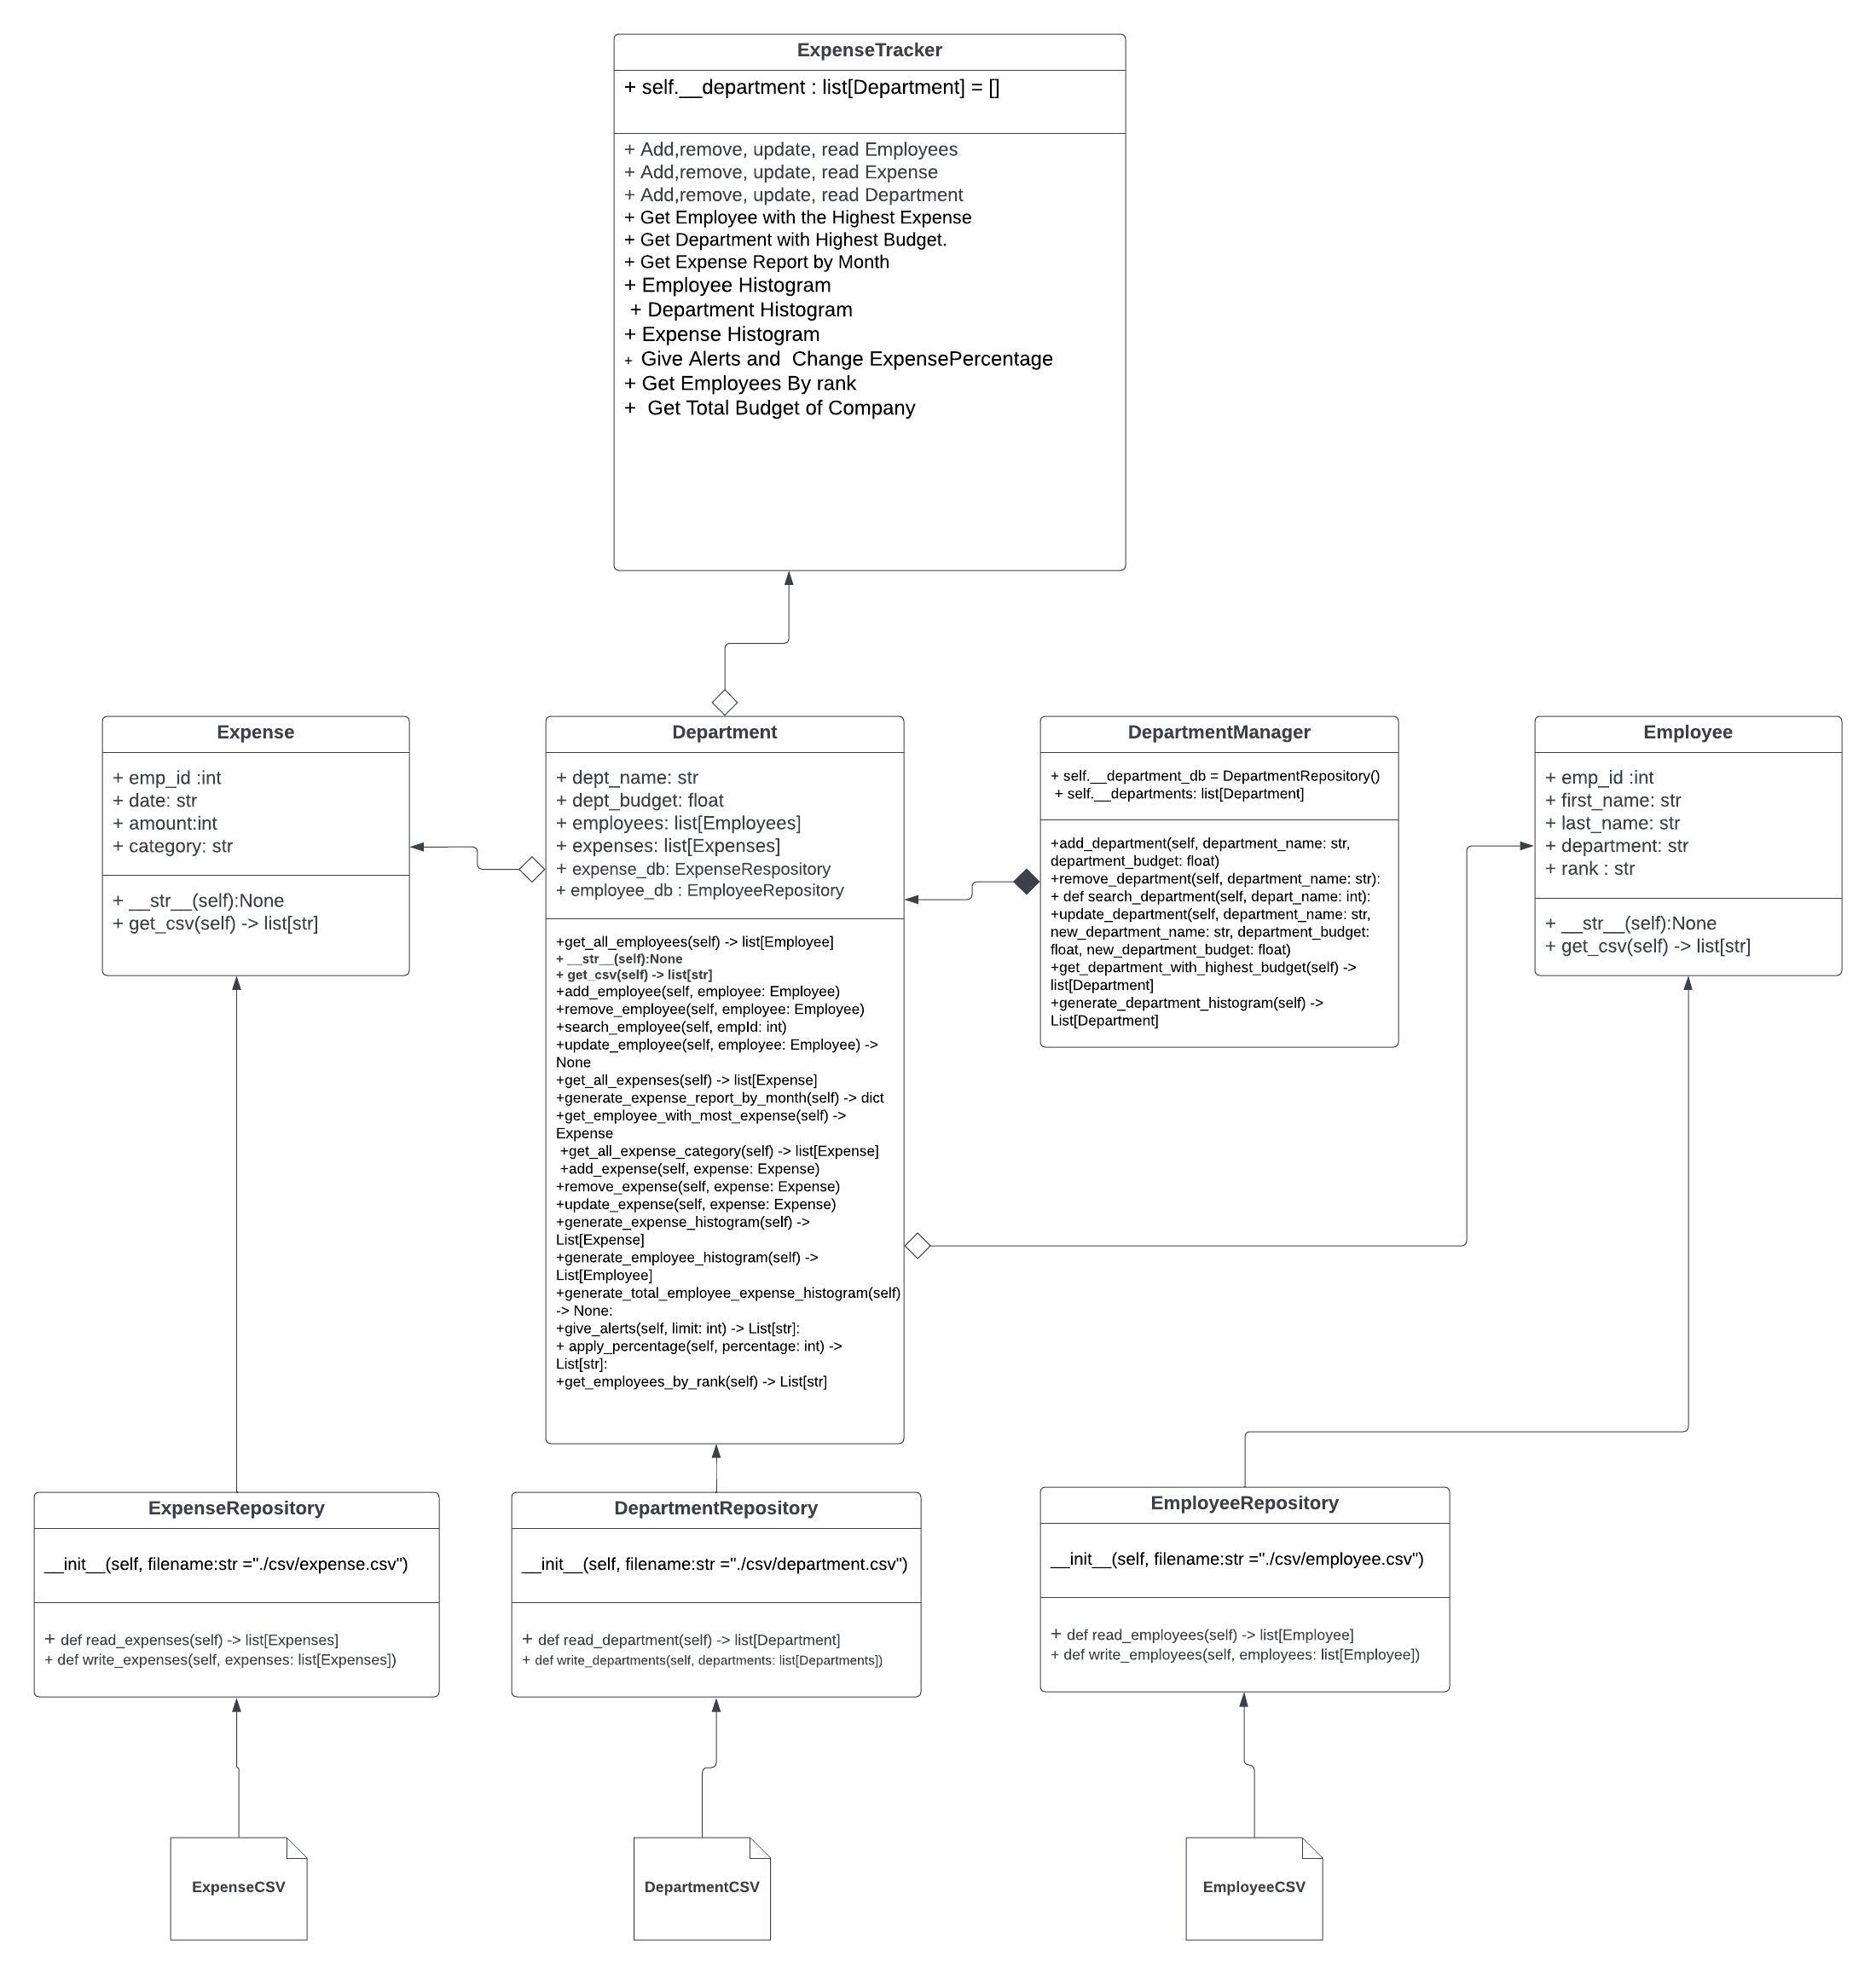 ExpenseTracker
+ self.__department : list[Department] = []
+ Add,remove, update, read Employees
+ Add,remove, update, read Expense
+ Add,remove, update, read Department
+ Get Employee with the Highest Expense
+ Get Department with Highest Budget.
+ Get Expense Report by Month
+ Employee Histogram
+ Department Histogram
+ Expense Histogram
+ Give Alerts and  Change ExpensePercentage
+ Get Employees By rank
+  Get Total Budget of Company
Expense
+ emp_id :int
+ date: str
+ amount:int
+ category: str
+ __str__(self):None
+ get_csv(self) -> list[str]
Department
+ dept_name: str
+ dept_budget: float
+ employees: list[Employees]
+ expenses: list[Expenses]
+ expense_db: ExpenseRespository
+ employee_db : EmployeeRepository
+get_all_employees(self) -> list[Employee]
+ __str__(self):None
+ get_csv(self) -> list[str]
+add_employee(self, employee: Employee)
+remove_employee(self, employee: Employee)
+search_employee(self, empId: int)
+update_employee(self, employee: Employee) ->
None
+get_all_expenses(self) -> list[Expense]
+generate_expense_report_by_month(self) -> dict
+get_employee_with_most_expense(self) ->
Expense
+get_all_expense_category(self) -> list[Expense]
+add_expense(self, expense: Expense)
+remove_expense(self, expense: Expense)
+update_expense(self, expense: Expense)
+generate_expense_histogram(self) ->
List[Expense]
+generate_employee_histogram(self) ->
List[Employee]
+generate_total_employee_expense_histogram(self)
-> None:
+give_alerts(self, limit: int) -> List[str]:
+ apply_percentage(self, percentage: int) ->
List[str]:
+get_employees_by_rank(self) -> List[str]
DepartmentManager
+ self.__department_db = DepartmentRepository()
+ self.__departments: list[Department]
+add_department(self, department_name: str,
department_budget: float)
+remove_department(self, department_name: str):
+ def search_department(self, depart_name: int):
+update_department(self, department_name: str,
new_department_name: str, department_budget:
float, new_department_budget: float)
+get_department_with_highest_budget(self) ->
list[Department]
+generate_department_histogram(self) ->
List[Department]
Employee
+ emp_id :int
+ first_name: str
+ last_name: str
+ department: str
+ rank : str
+ __str__(self):None
+ get_csv(self) -> list[str]
ExpenseRepository
__init__(self, filename:str ="./csv/expense.csv")
+ def read_expenses(self) -> list[Expenses]
+ def write_expenses(self, expenses: list[Expenses])
DepartmentRepository
__init__(self, filename:str ="./csv/department.csv")
+ def read_department(self) -> list[Department]
+ def write_departments(self, departments: list[Departments])
EmployeeRepository
__init__(self, filename:str ="./csv/employee.csv")
+ def read_employees(self) -> list[Employee]
+ def write_employees(self, employees: list[Employee])
ExpenseCSV
DepartmentCSV
EmployeeCSV